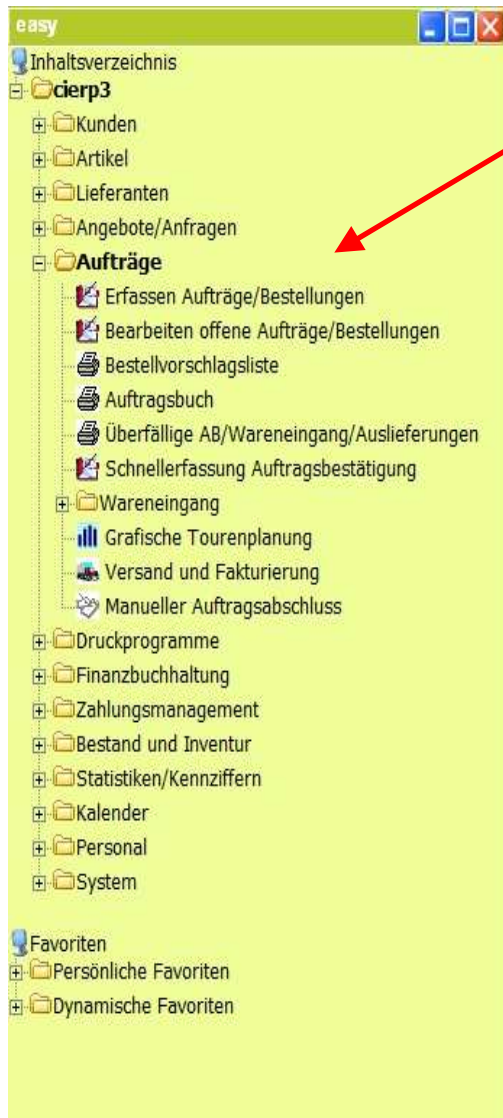 easy
Inhaltsverzeichnis
cierp3
Kunden
Artikel
Lieferanten
Angebote/Anfragen
Aufträge
Erfassen Aufträge/Bestellungen
Bearbeiten offene Aufträge/Bestellungen
Bestellvorschlagsliste
Auftragsbuch
Überfällige AB/Wareneingang/Auslieferungen
Schnellerfassung Auftragsbestätigung
Wareneingang
Grafische Tourenplanung
Versand und Fakturierung
Manueller Auftragsabschluss
Druckprogramme
Finanzbuchhaltung
Zahlungsmanagement
Bestand und Inventur
Statistiken/Kennziffern
Kalender
Personal
System
Favoriten
Persönliche Favoriten
Dynamische Favoriten